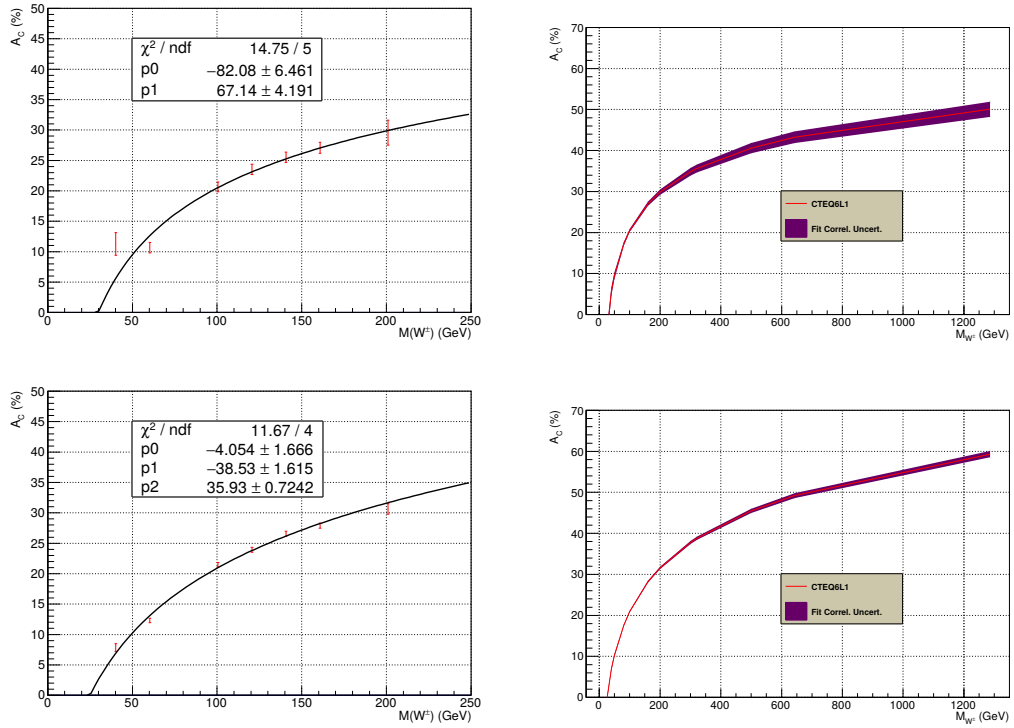 A_C (%)
50
45
40
35
30
25
20
15
10
5
0
χ² / ndf 14.75 / 5
p0 −82.08 ± 6.461
p1 67.14 ± 4.191
0 50 100 150 200 250
M(W±) (GeV)
A_C (%)
70
60
50
40
30
20
10
0
CTEQ6L1
Fit Correl. Uncert.
0 200 400 600 800 1000 1200
M_W± (GeV)
A_C (%)
50
45
40
35
30
25
20
15
10
5
0
χ² / ndf 11.67 / 4
p0 −4.054 ± 1.666
p1 −38.53 ± 1.615
p2 35.93 ± 0.7242
0 50 100 150 200 250
M(W±) (GeV)
A_C (%)
70
60
50
40
30
20
10
0
CTEQ6L1
Fit Correl. Uncert.
0 200 400 600 800 1000 1200
M_W± (GeV)